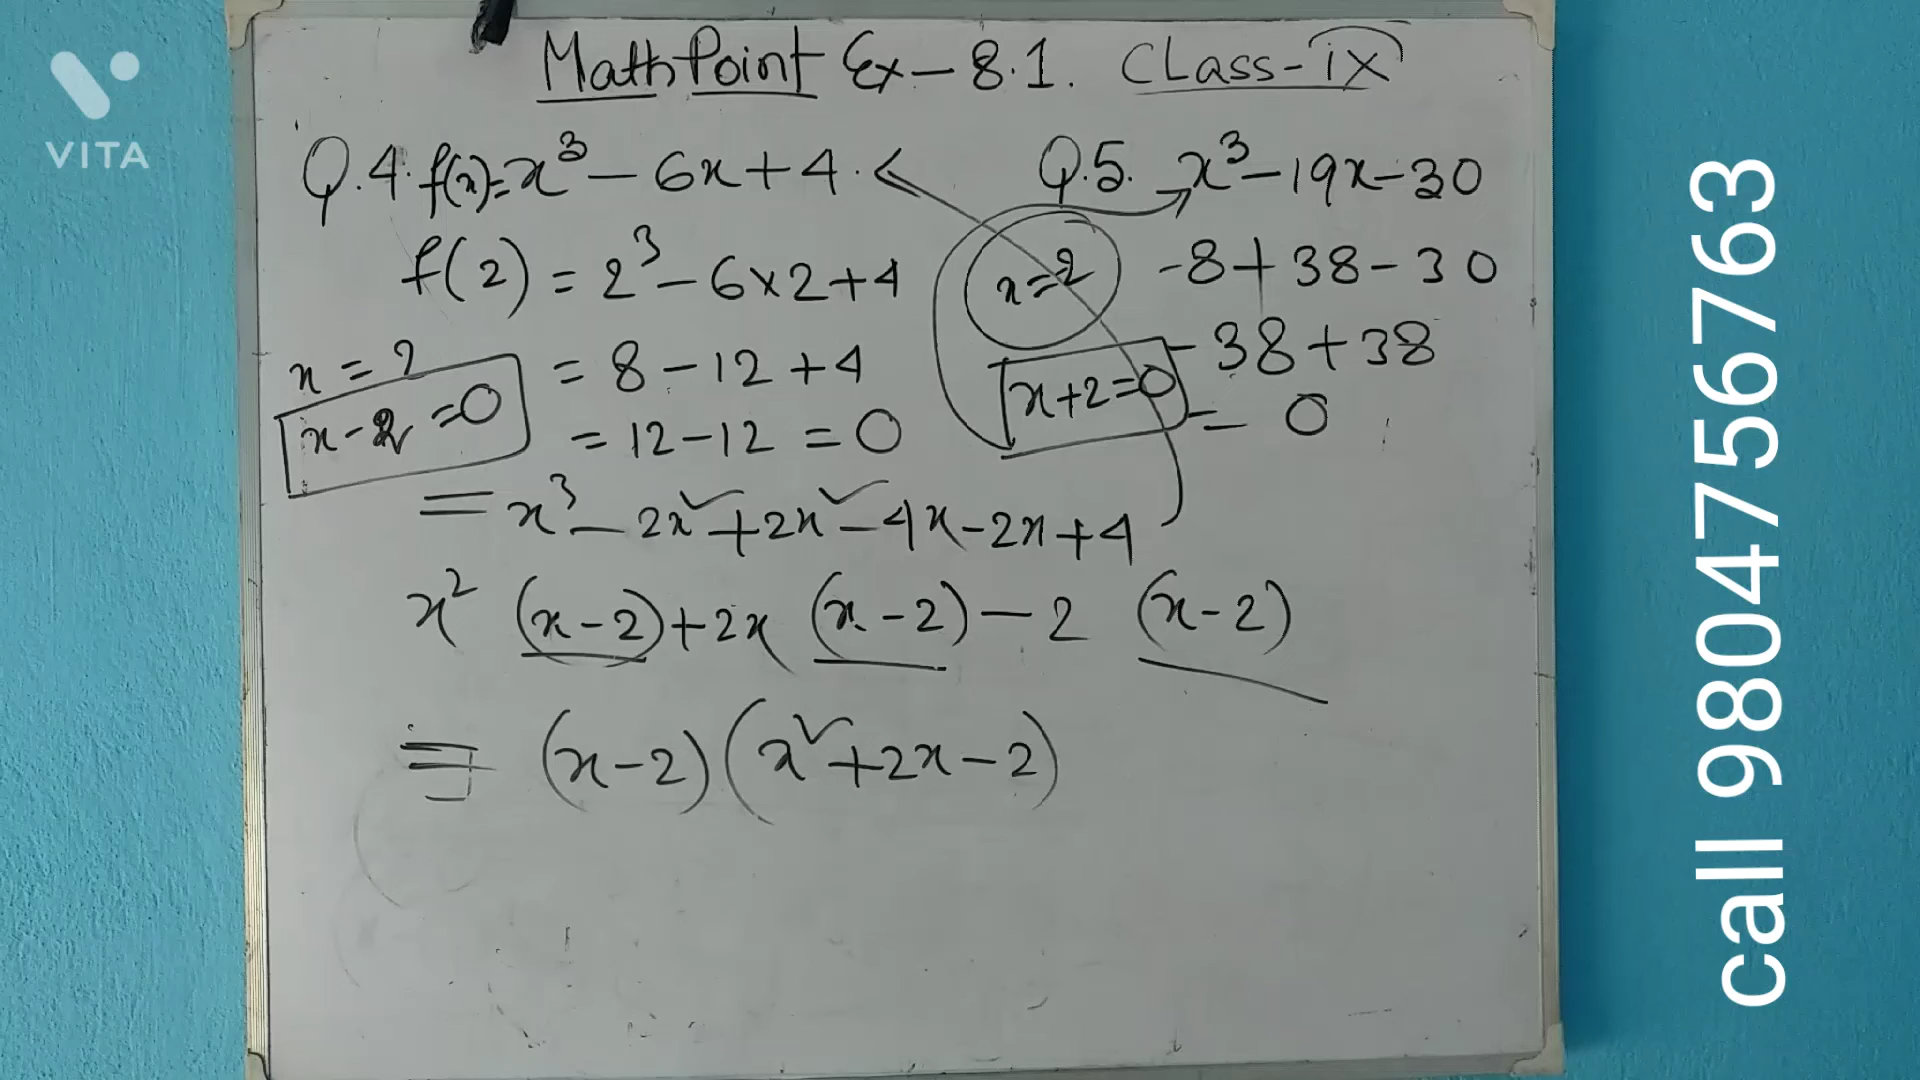 VITA
Math Point Ex-8.1. CLass-ix
Q.4. f(x)=x³-6x+4.
f(2)=2³-6×2+4
x=2
=8-12+4
x-2=0
=12-12=0
=x³-2x²+2x²-4x-2x+4
x² (x-2)+2x (x-2)-2 (x-2)
= (x-2)(x²+2x-2)
Q.5. x³-19x-30
x=2
-8+38-30
x+2=0
-38+38
= 0
call 9804756763